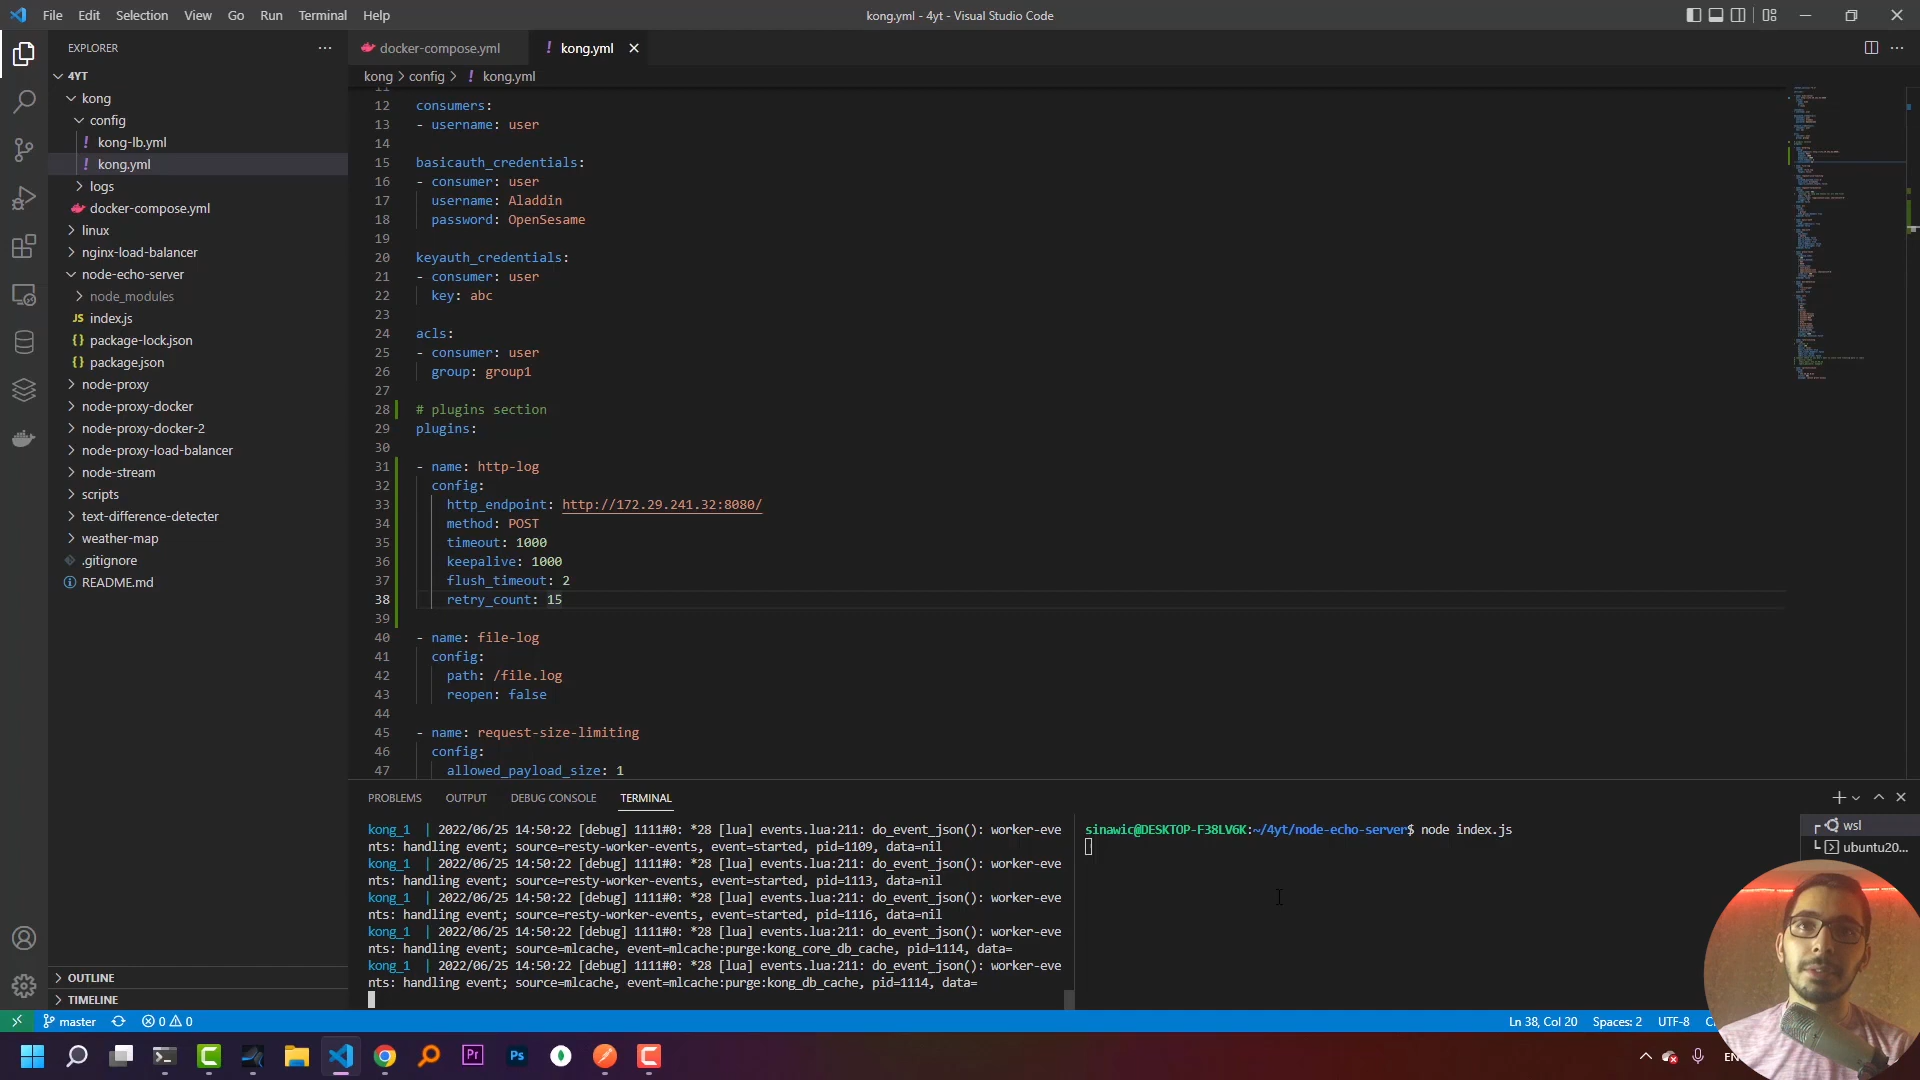 File Edit Selection View Go Run Terminal Help
kong.yml - 4yt - Visual Studio Code
EXPLORER
4YT
kong
config
kong-lb.yml
kong.yml
logs
docker-compose.yml
linux
nginx-load-balancer
node-echo-server
node_modules
JS index.js
{} package-lock.json
{} package.json
node-proxy
node-proxy-docker
node-proxy-docker-2
node-proxy-load-balancer
node-stream
scripts
text-difference-detecter
weather-map
.gitignore
README.md
OUTLINE
TIMELINE
docker-compose.yml
! kong.yml
kong > config > ! kong.yml
11
12 consumers:
13 - username: user
14
15 basicauth_credentials:
16 - consumer: user
17 username: Aladdin
18 password: OpenSesame
19
20 keyauth_credentials:
21 - consumer: user
22 key: abc
23
24 acls:
25 - consumer: user
26 group: group1
27
28 # plugins section
29 plugins:
30
31 - name: http-log
32 config:
33 http_endpoint: http://172.29.241.32:8080/
34 method: POST
35 timeout: 1000
36 keepalive: 1000
37 flush_timeout: 2
38 retry_count: 15
39
40 - name: file-log
41 config:
42 path: /file.log
43 reopen: false
44
45 - name: request-size-limiting
46 config:
47 allowed_payload_size: 1
PROBLEMS OUTPUT DEBUG CONSOLE TERMINAL
kong_1 | 2022/06/25 14:50:22 [debug] 1111#0: *28 [lua] events.lua:211: do_event_json(): worker-eve
nts: handling event; source=resty-worker-events, event=started, pid=1109, data=nil
kong_1 | 2022/06/25 14:50:22 [debug] 1111#0: *28 [lua] events.lua:211: do_event_json(): worker-eve
nts: handling event; source=resty-worker-events, event=started, pid=1113, data=nil
kong_1 | 2022/06/25 14:50:22 [debug] 1111#0: *28 [lua] events.lua:211: do_event_json(): worker-eve
nts: handling event; source=resty-worker-events, event=started, pid=1116, data=nil
kong_1 | 2022/06/25 14:50:22 [debug] 1111#0: *28 [lua] events.lua:211: do_event_json(): worker-eve
nts: handling event; source=mlcache, event=mlcache:purge:kong_core_db_cache, pid=1114, data=
kong_1 | 2022/06/25 14:50:22 [debug] 1111#0: *28 [lua] events.lua:211: do_event_json(): worker-eve
nts: handling event; source=mlcache, event=mlcache:purge:kong_db_cache, pid=1114, data=
sinawic@DESKTOP-F38LV6K:~/4yt/node-echo-server$ node index.js
wsl
ubuntu20...
master 0 0
Ln 38, Col 20 Spaces: 2 UTF-8
Pr Ps
EN